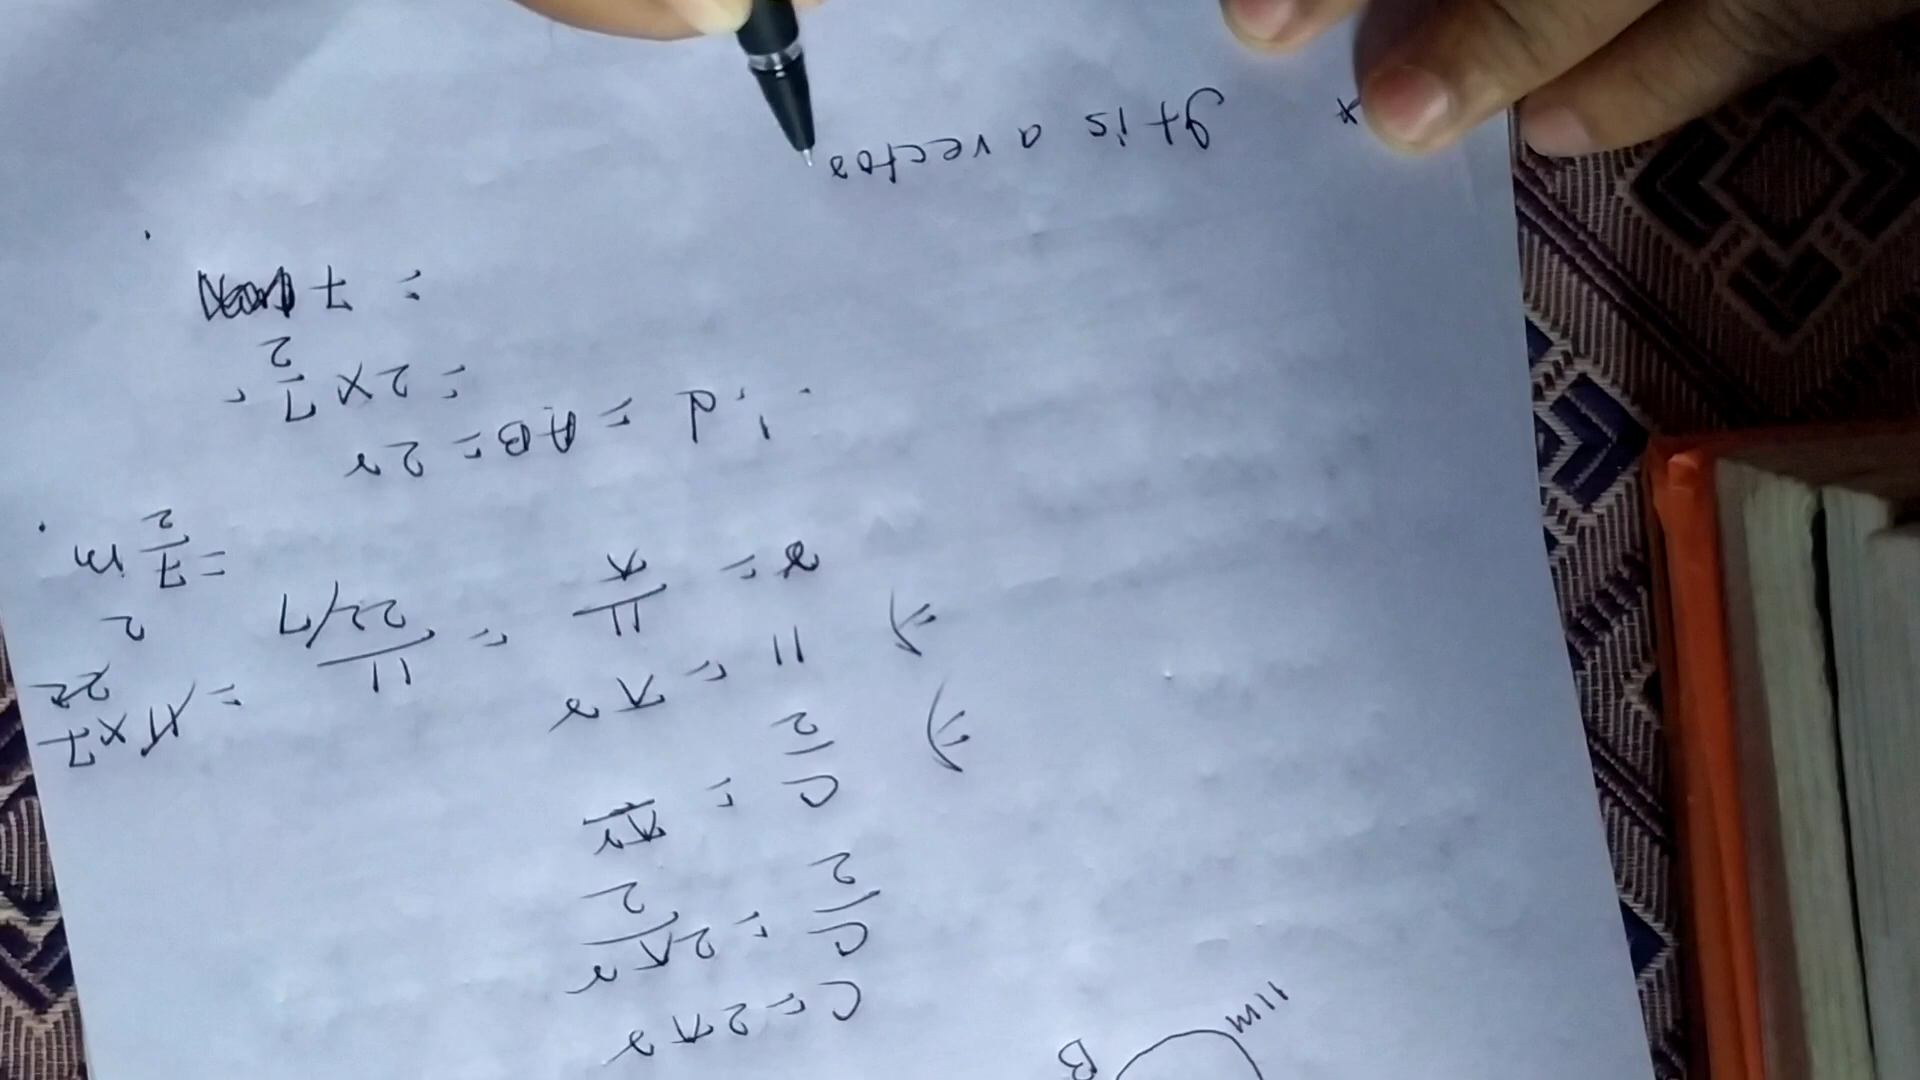 11m
B
C = 2πr
C/2 = 2πr/2
⇒ C/2 = πr
⇒ 11 = πr
r = 11/π = 11/22/7 = 11×7/22 2 = 7/2 m
∴ d = AB = 2r
= 2×7/2
= 7
* It is a vector